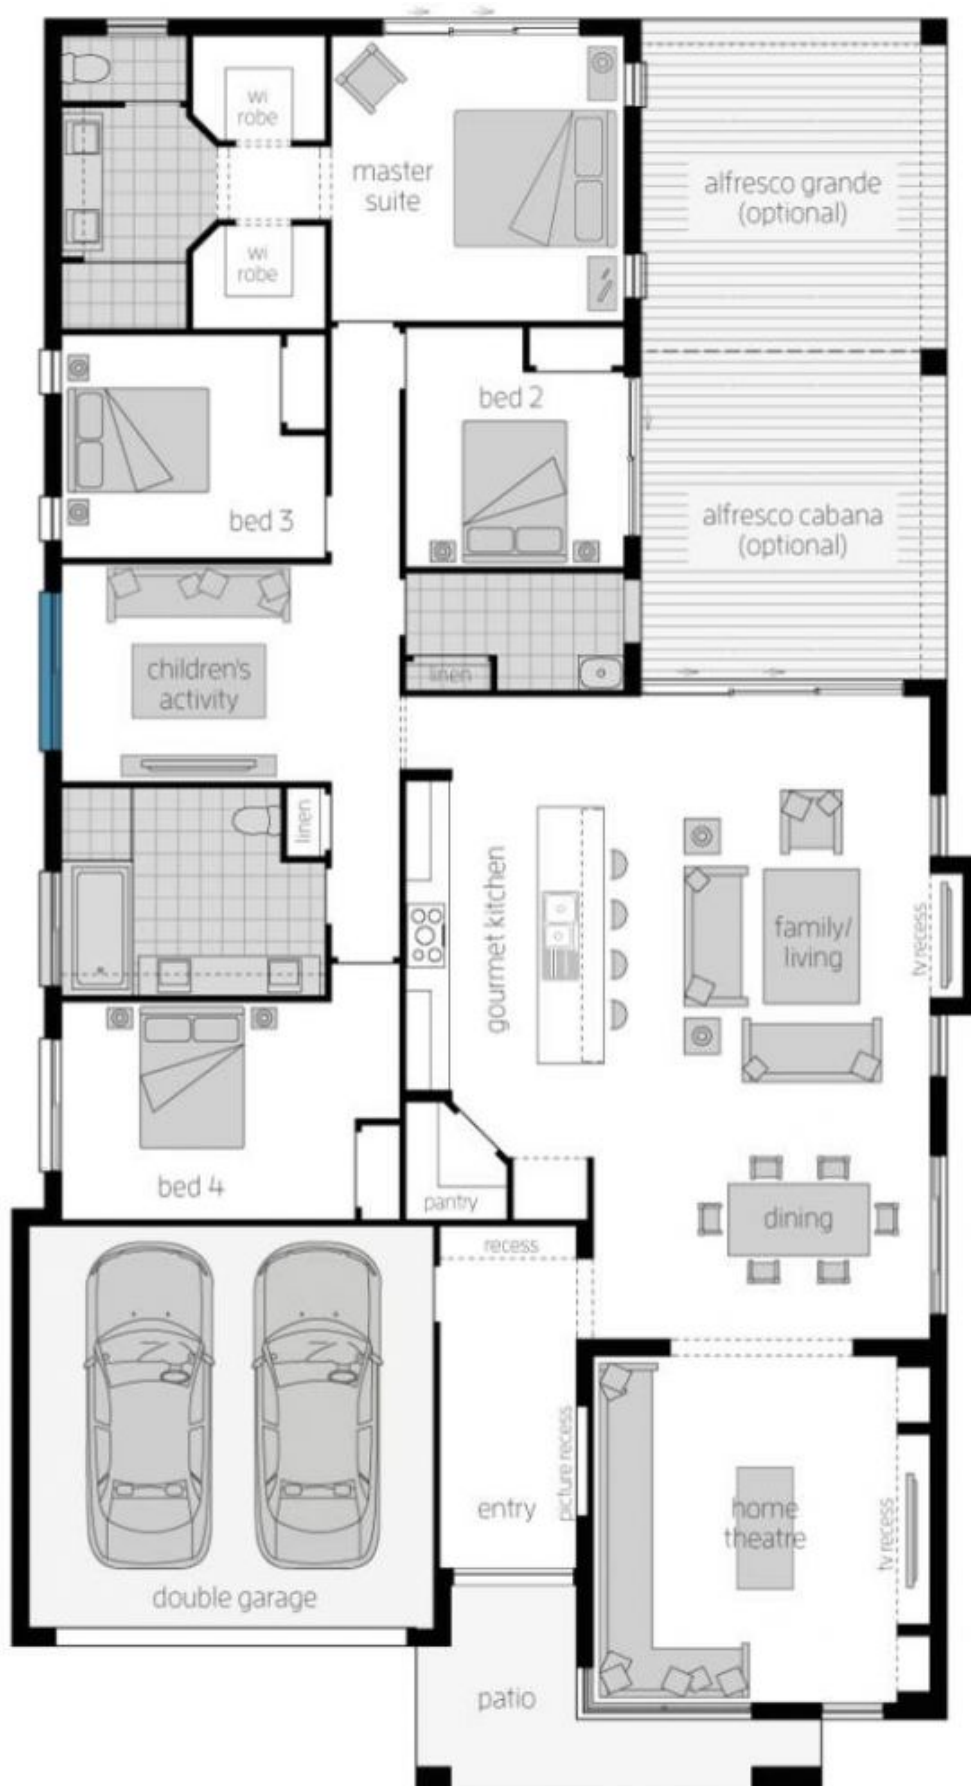 wi
robe
master
suite
alfresco grande
(optional)
wi
robe
bed 2
bed 3
alfresco cabana
(optional)
children's
activity
linen
linen
gourmet kitchen
family/
living
tv recess
bed 4
pantry
dining
recess
picture recess
entry
home
theatre
tv recess
double garage
patio